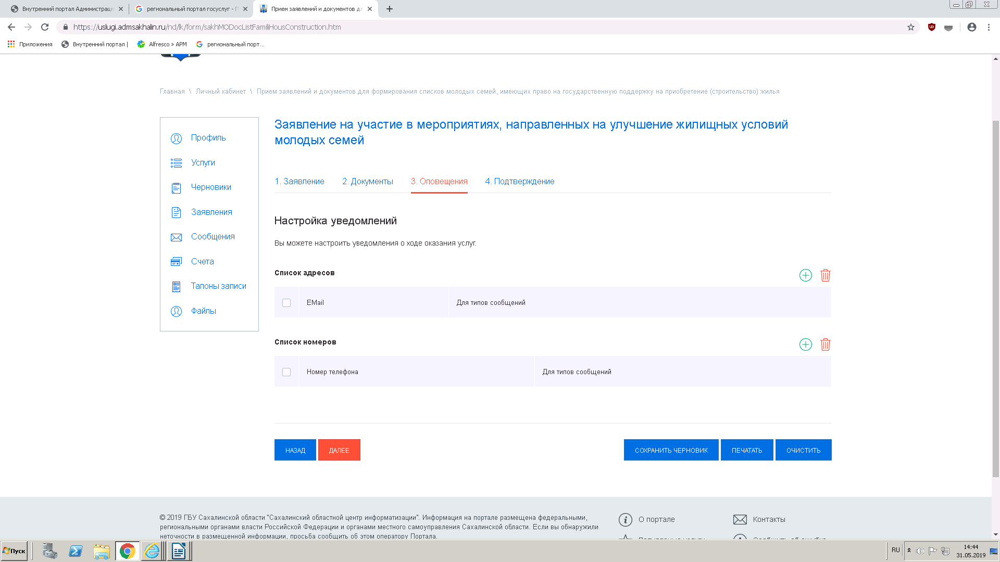 Внутренний портал Администрац
региональный портал госуслуг - П
Прием заявлений и документов дл
https://uslugi.admsakhalin.ru/nd/lk/form/sakhMODocListFamiliHousConstruction.htm
Приложения
Внутренний портал |
Alfresco » АРМ
региональный порт...
Главная \ Личный кабинет \ Прием заявлений и документов для формирования списков молодых семей, имеющих право на государственную поддержку на приобретение (строительство) жилья
Профиль
Услуги
Черновики
Заявления
Сообщения
Счета
Талоны записи
Файлы
Заявление на участие в мероприятиях, направленных на улучшение жилищных условий
молодых семей
1. Заявление 2. Документы 3. Оповещения 4. Подтверждение
Настройка уведомлений
Вы можете настроить уведомления о ходе оказания услуг.
Список адресов
EMail Для типов сообщений
Список номеров
Номер телефона Для типов сообщений
НАЗАД ДАЛЕЕ СОХРАНИТЬ ЧЕРНОВИК ПЕЧАТАТЬ ОЧИСТИТЬ
© 2019 ГБУ Сахалинской области "Сахалинский областной центр информатизации". Информация на портале размещена федеральными,
региональными органами власти Российской Федерации и органами местного самоуправления Сахалинской области. Если вы обнаружили
неточности в размещенной информации, просьба сообщить об этом оператору Портала.
О портале
Контакты
Пуск
RU
14:44
31.05.2019